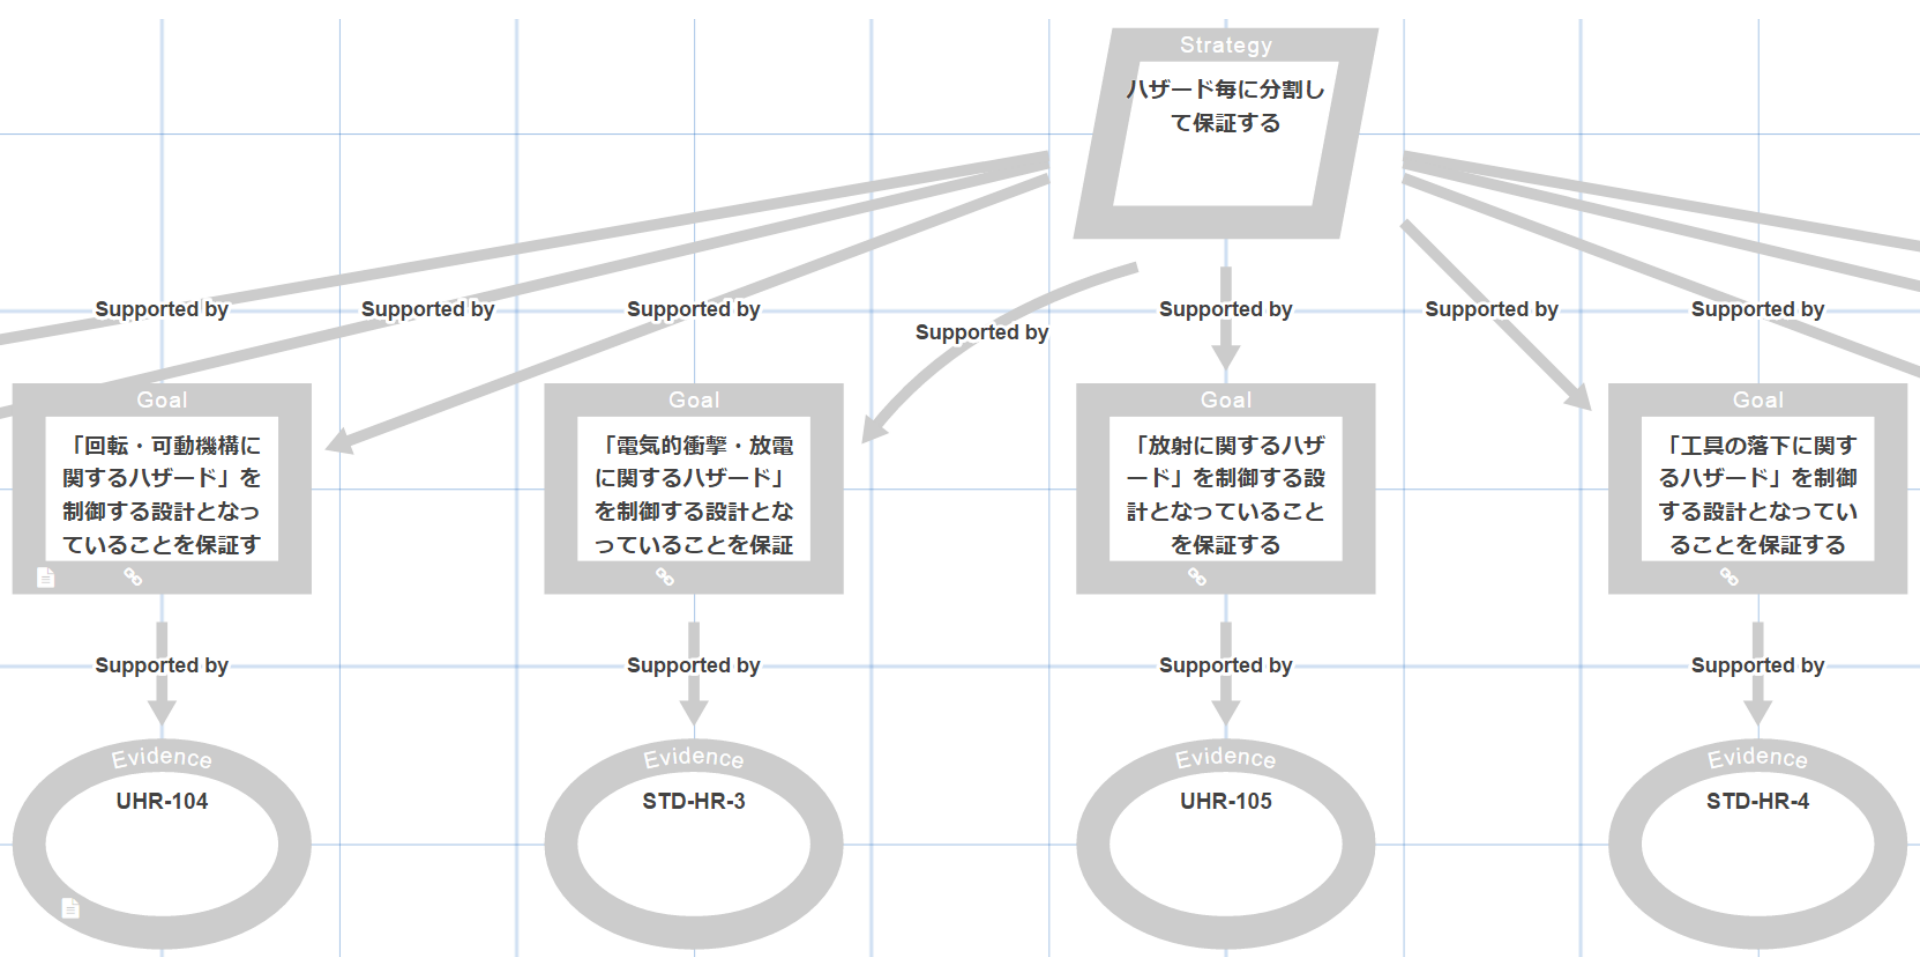 Strategy
ハザード毎に分割し
て保証する
Supported by
Supported by
Supported by
Supported by
Supported by
Supported by
Supported by
Goal
「回転・可動機構に
関するハザード」を
制御する設計となっ
ていることを保証す
Goal
「電気的衝撃・放電
に関するハザード」
を制御する設計とな
っていることを保証
Goal
「放射に関するハザ
ード」を制御する設
計となっていること
を保証する
Goal
「工具の落下に関す
るハザード」を制御
する設計となってい
ることを保証する
Supported by
Supported by
Supported by
Supported by
Evidence
UHR-104
Evidence
STD-HR-3
Evidence
UHR-105
Evidence
STD-HR-4